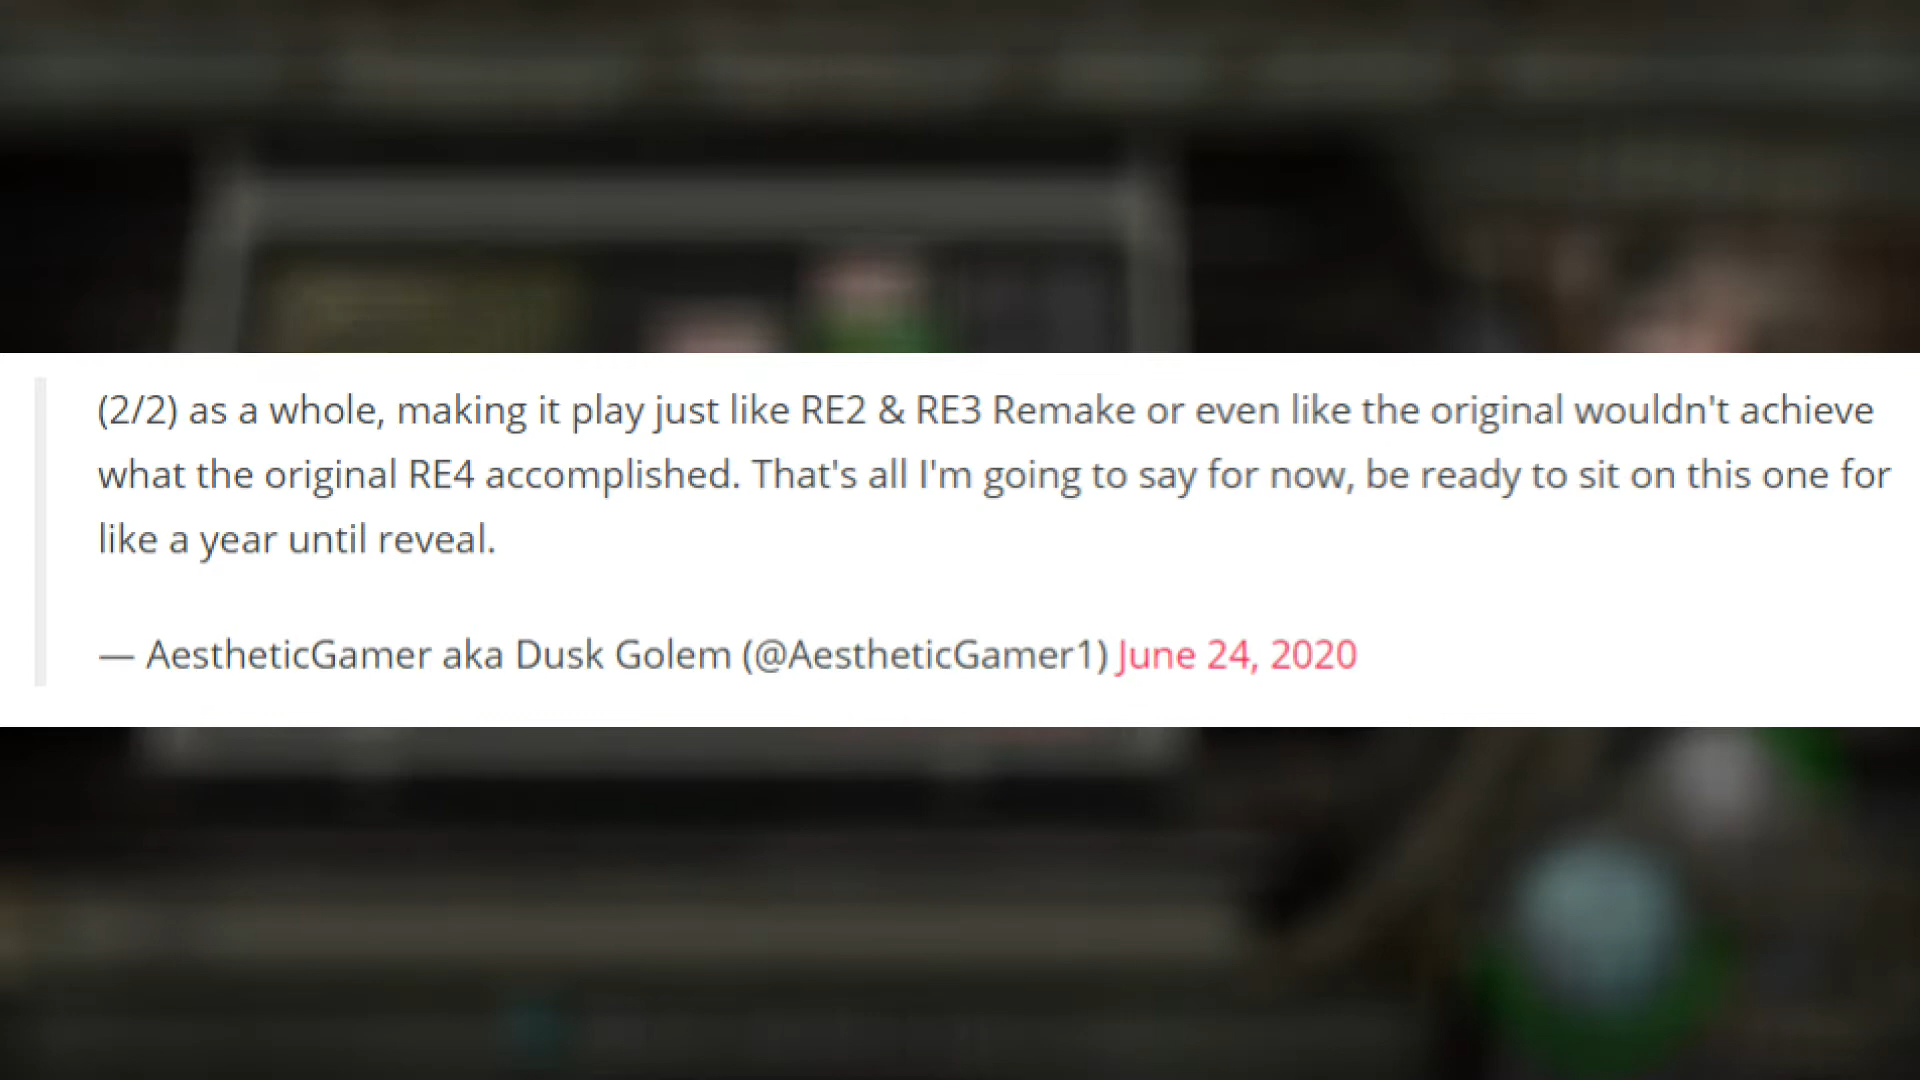 (2/2) as a whole, making it play just like RE2 & RE3 Remake or even like the original wouldn't achieve
what the original RE4 accomplished. That's all I'm going to say for now, be ready to sit on this one for
like a year until reveal.
— AestheticGamer aka Dusk Golem (@AestheticGamer1) June 24, 2020